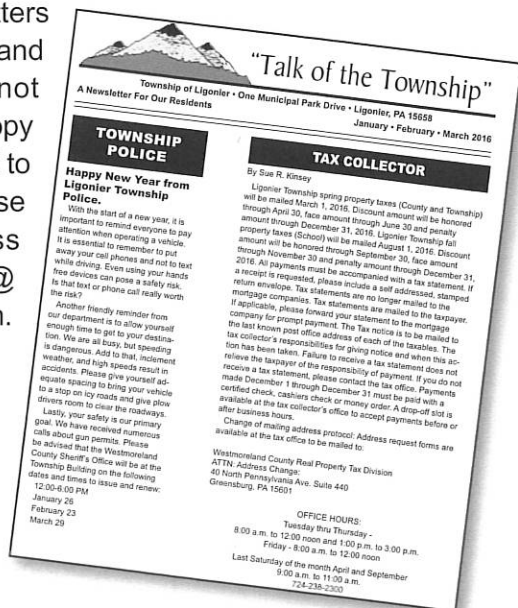 tters
and
not
opy
to
se
ss
@
n.
"Talk of the Township"
Township of Ligonier • One Municipal Park Drive • Ligonier, PA 15658
A Newsletter For Our Residents
January • February • March 2016
TOWNSHIP
POLICE
Happy New Year from
Ligonier Township
Police.
With the start of a new year, it is
important to remind everyone to pay
attention when operating a vehicle.
It is essential to remember to put
away your cell phones and not to text
while driving. Even using your hands
free devices can pose a safety risk.
Is that text or phone call really worth
the risk?
Another friendly reminder from
our department is to allow yourself
enough time to get to your destina-
tion. We are all busy, but speeding
is dangerous. Add to that, inclement
weather, and high speeds result in
accidents. Please give yourself ad-
equate spacing to bring your vehicle
to a stop on icy roads and give plow
drivers room to clear the roadways.
Lastly, your safety is our primary
goal. We have received numerous
calls about gun permits. Please
be advised that the Westmoreland
County Sheriff's Office will be at the
Township Building on the following
dates and times to issue and renew:
12:00-6:00 PM
January 26
February 23
March 29
TAX COLLECTOR
By Sue R. Kinsey
Ligonier Township spring property taxes (County and Township)
will be mailed March 1, 2016. Discount amount will be honored
through April 30, face amount through June 30 and penalty
amount through December 31, 2016. Ligonier Township fall
property taxes (School) will be mailed August 1, 2016. Discount
amount will be honored through September 30, face amount
through November 30 and penalty amount through December 31,
2016. All payments must be accompanied with a tax statement. If
a receipt is requested, please include a self addressed, stamped
return envelope. Tax statements are no longer mailed to the
mortgage companies. Tax statements are mailed to the taxpayer.
If applicable, please forward your statement to the mortgage
company for prompt payment. The Tax notice is to be mailed to
the last known post office address of each of the taxables. The
tax collector's responsibilities for giving notice end when this ac-
tion has been taken. Failure to receive a tax statement does not
relieve the taxpayer of the responsibility of payment. If you do not
receive a tax statement, please contact the tax office. Payments
made December 1 through December 31 must be paid with a
certified check, cashiers check or money order. A drop-off slot is
available at the tax collector's office to accept payments before or
after business hours.
Change of mailing address protocol: Address request forms are
available at the tax office to be mailed to:
Westmoreland County Real Property Tax Division
ATTN: Address Change:
40 North Pennsylvania Ave. Suite 440
Greensburg, PA 15601
OFFICE HOURS:
Tuesday thru Thursday -
8:00 a.m. to 12:00 noon and 1:00 p.m. to 3:00 p.m.
Friday - 8:00 a.m. to 12:00 noon
Last Saturday of the month April and September
9:00 a.m. to 11:00 a.m.
724-238-2300